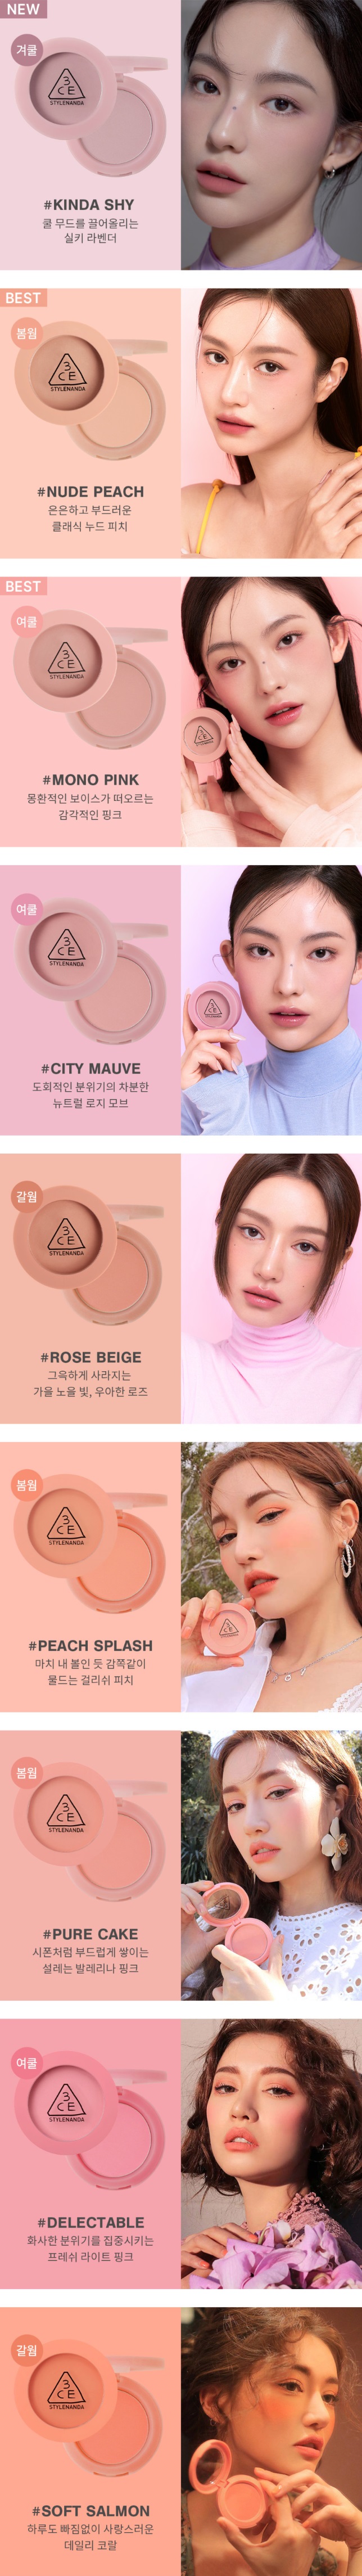 NEW
겨쿨
3CE
STYLENANDA
#KINDA SHY
쿨 무드를 끌어올리는
실키 라벤더
BEST
봄웜
3CE
STYLENANDA
#NUDE PEACH
은은하고 부드러운
클래식 누드 피치
BEST
여쿨
3CE
STYLENANDA
#MONO PINK
몽환적인 보이스가 떠오르는
감각적인 핑크
여쿨
3CE
STYLENANDA
#CITY MAUVE
도회적인 분위기의 차분한
뉴트럴 로지 모브
갈웜
3CE
STYLENANDA
#ROSE BEIGE
그윽하게 사라지는
가을 노을 빛, 우아한 로즈
봄웜
3CE
STYLENANDA
#PEACH SPLASH
마치 내 볼인 듯 감쪽같이
물드는 걸리쉬 피치
봄웜
3CE
STYLENANDA
#PURE CAKE
시폰처럼 부드럽게 쌓이는
설레는 발레리나 핑크
여쿨
3CE
STYLENANDA
#DELECTABLE
화사한 분위기를 집중시키는
프레쉬 라이트 핑크
갈웜
3CE
STYLENANDA
#SOFT SALMON
하루도 빠짐없이 사랑스러운
데일리 코랄